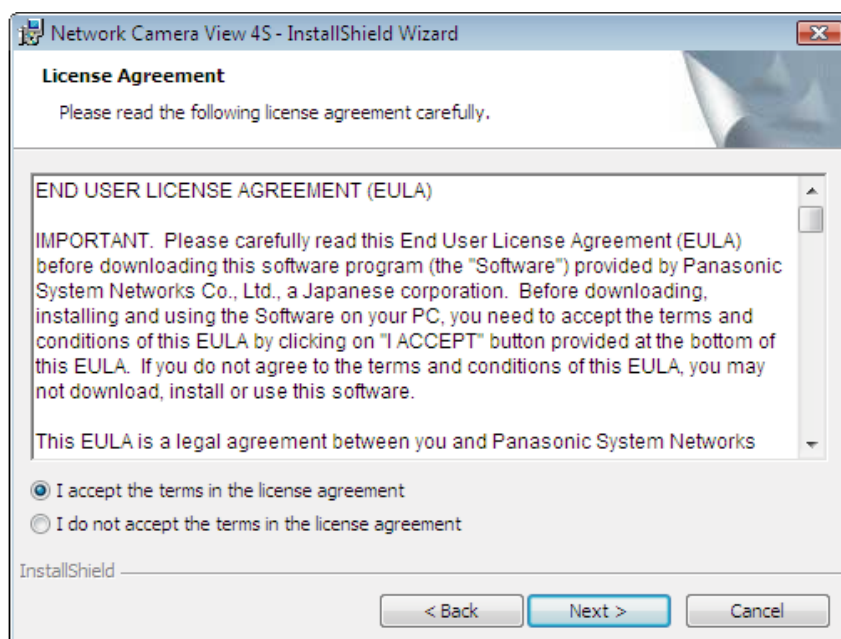 Network Camera View 4S - InstallShield Wizard
License Agreement
Please read the following license agreement carefully.
END USER LICENSE AGREEMENT (EULA)
IMPORTANT.  Please carefully read this End User License Agreement (EULA)
before downloading this software program (the "Software") provided by Panasonic
System Networks Co., Ltd., a Japanese corporation.  Before downloading,
installing and using the Software on your PC, you need to accept the terms and
conditions of this EULA by clicking on "I ACCEPT" button provided at the bottom of
this EULA.  If you do not agree to the terms and conditions of this EULA, you may
not download, install or use this software.
This EULA is a legal agreement between you and Panasonic System Networks
I accept the terms in the license agreement
I do not accept the terms in the license agreement
InstallShield
< Back
Next >
Cancel